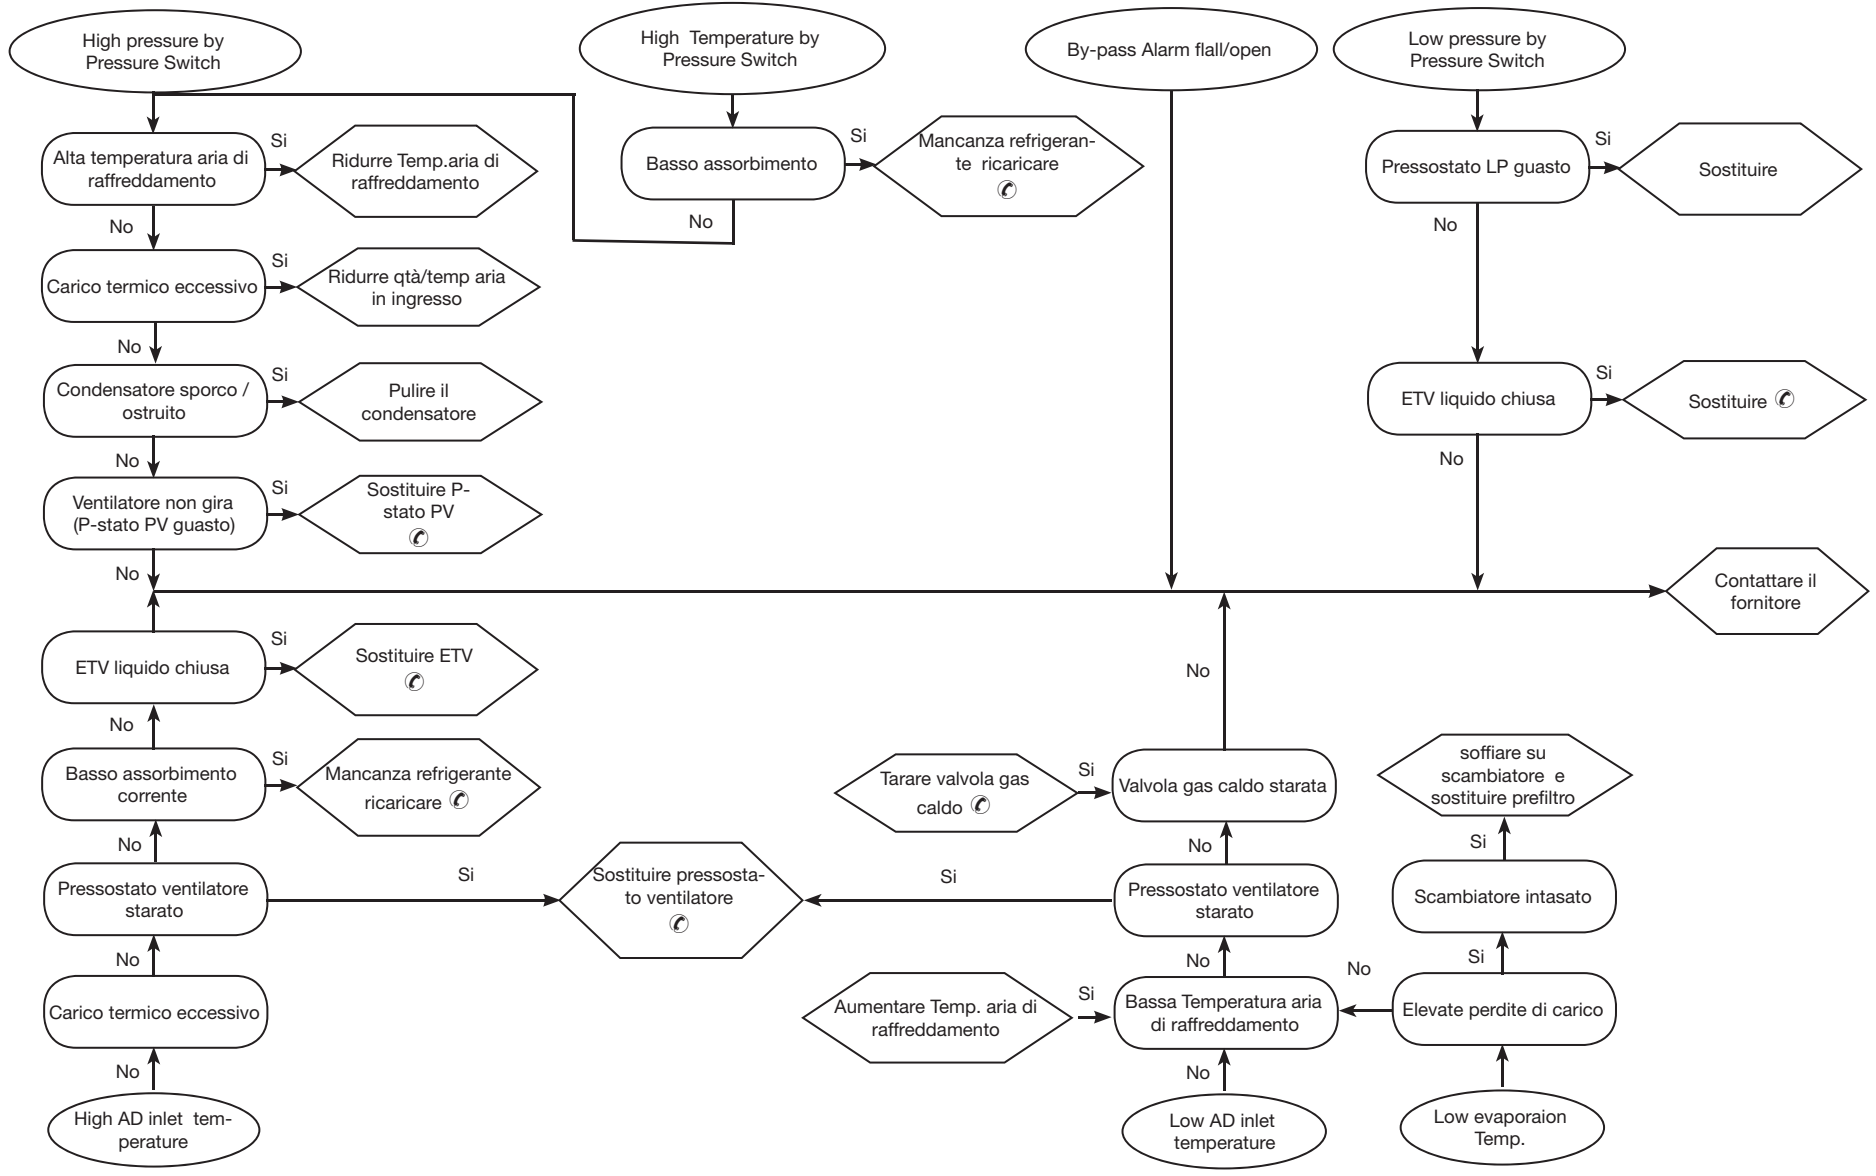 High pressure by
Pressure Switch
High Temperature by
Pressure Switch
By-pass Alarm flall/open
Low pressure by
Pressure Switch
Alta temperatura aria di
raffreddamento
Si
Ridurre Temp.aria di
raffreddamento
No
Basso assorbimento
Si
Mancanza refrigeran-
te ricaricare
✆
No
Pressostato LP guasto
Si
Sostituire
No
Carico termico eccessivo
Si
Ridurre qtà/temp aria
in ingresso
No
Condensatore sporco /
ostruito
Si
Pulire il
condensatore
No
ETV liquido chiusa
Si
Sostituire ✆
No
Ventilatore non gira
(P-stato PV guasto)
Si
Sostituire P-
stato PV
✆
No
Contattare il
fornitore
ETV liquido chiusa
Si
Sostituire ETV
✆
No
No
Basso assorbimento
corrente
Si
Mancanza refrigerante
ricaricare ✆
No
Tarare valvola gas
caldo ✆
Si
Valvola gas caldo starata
No
soffiare su
scambiatore e
sostituire prefiltro
Si
Pressostato ventilatore
starato
Si
Sostituire pressosta-
to ventilatore
✆
Si
Pressostato ventilatore
starato
Scambiatore intasato
No
No
Si
Carico termico eccessivo
Aumentare Temp. aria di
raffreddamento
Si
Bassa Temperatura aria
di raffreddamento
No
Elevate perdite di carico
No
No
High AD inlet tem-
perature
Low AD inlet
temperature
Low evaporaion
Temp.